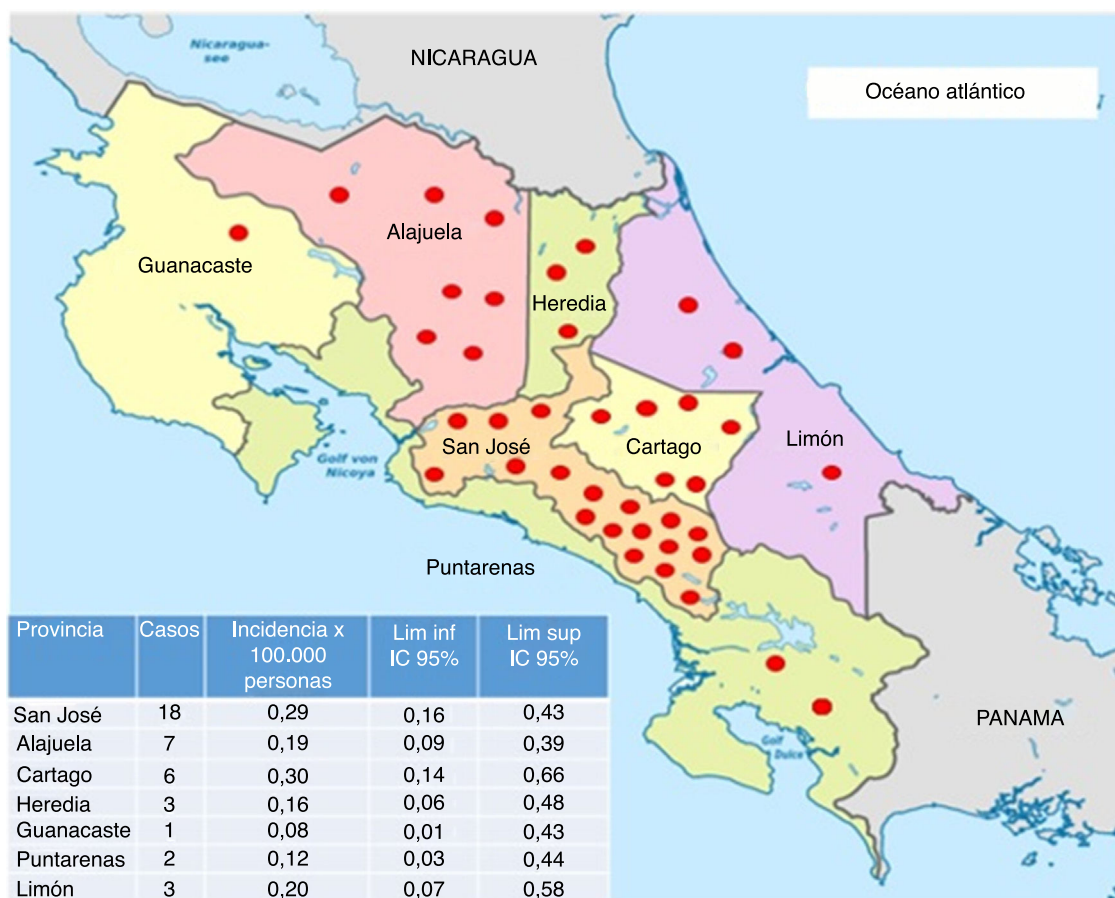 Nicaragua-
see
NICARAGUA
Océano atlántico
Alajuela
Guanacaste
Heredia
San José
Cartago
Limón
Golf von
Nicoya
Puntarenas
Golf
Dulce
PANAMA
Provincia Casos Incidencia x 100.000 personas Lim inf IC 95% Lim sup IC 95%
San José 18 0,29 0,16 0,43
Alajuela 7 0,19 0,09 0,39
Cartago 6 0,30 0,14 0,66
Heredia 3 0,16 0,06 0,48
Guanacaste 1 0,08 0,01 0,43
Puntarenas 2 0,12 0,03 0,44
Limón 3 0,20 0,07 0,58